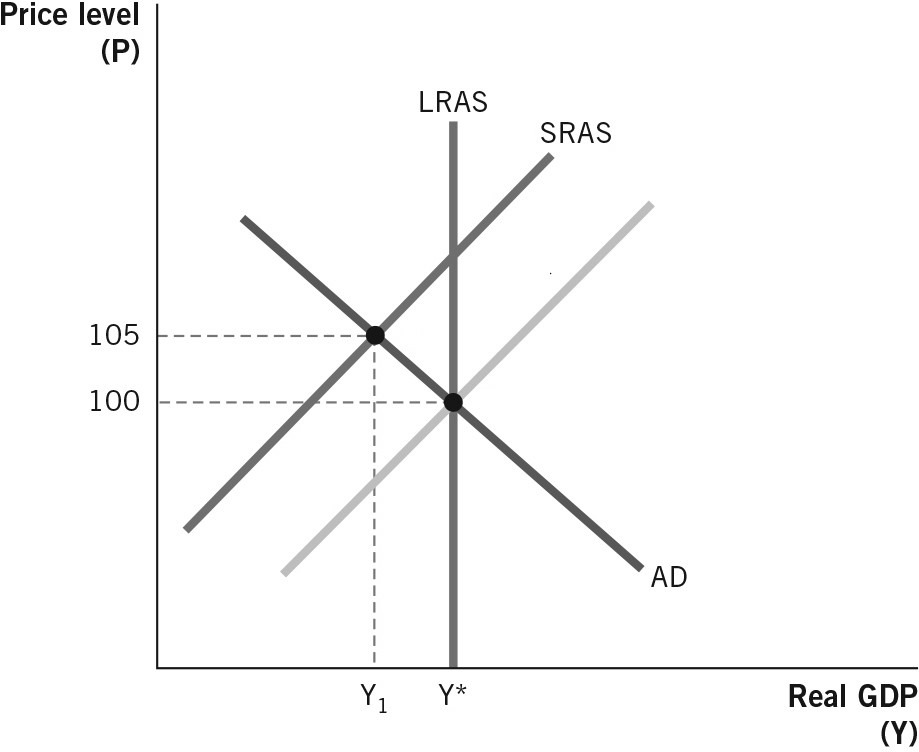 Price level
(P)
LRAS
SRAS
105
100
AD
Y₁ Y*
Real GDP
(Y)